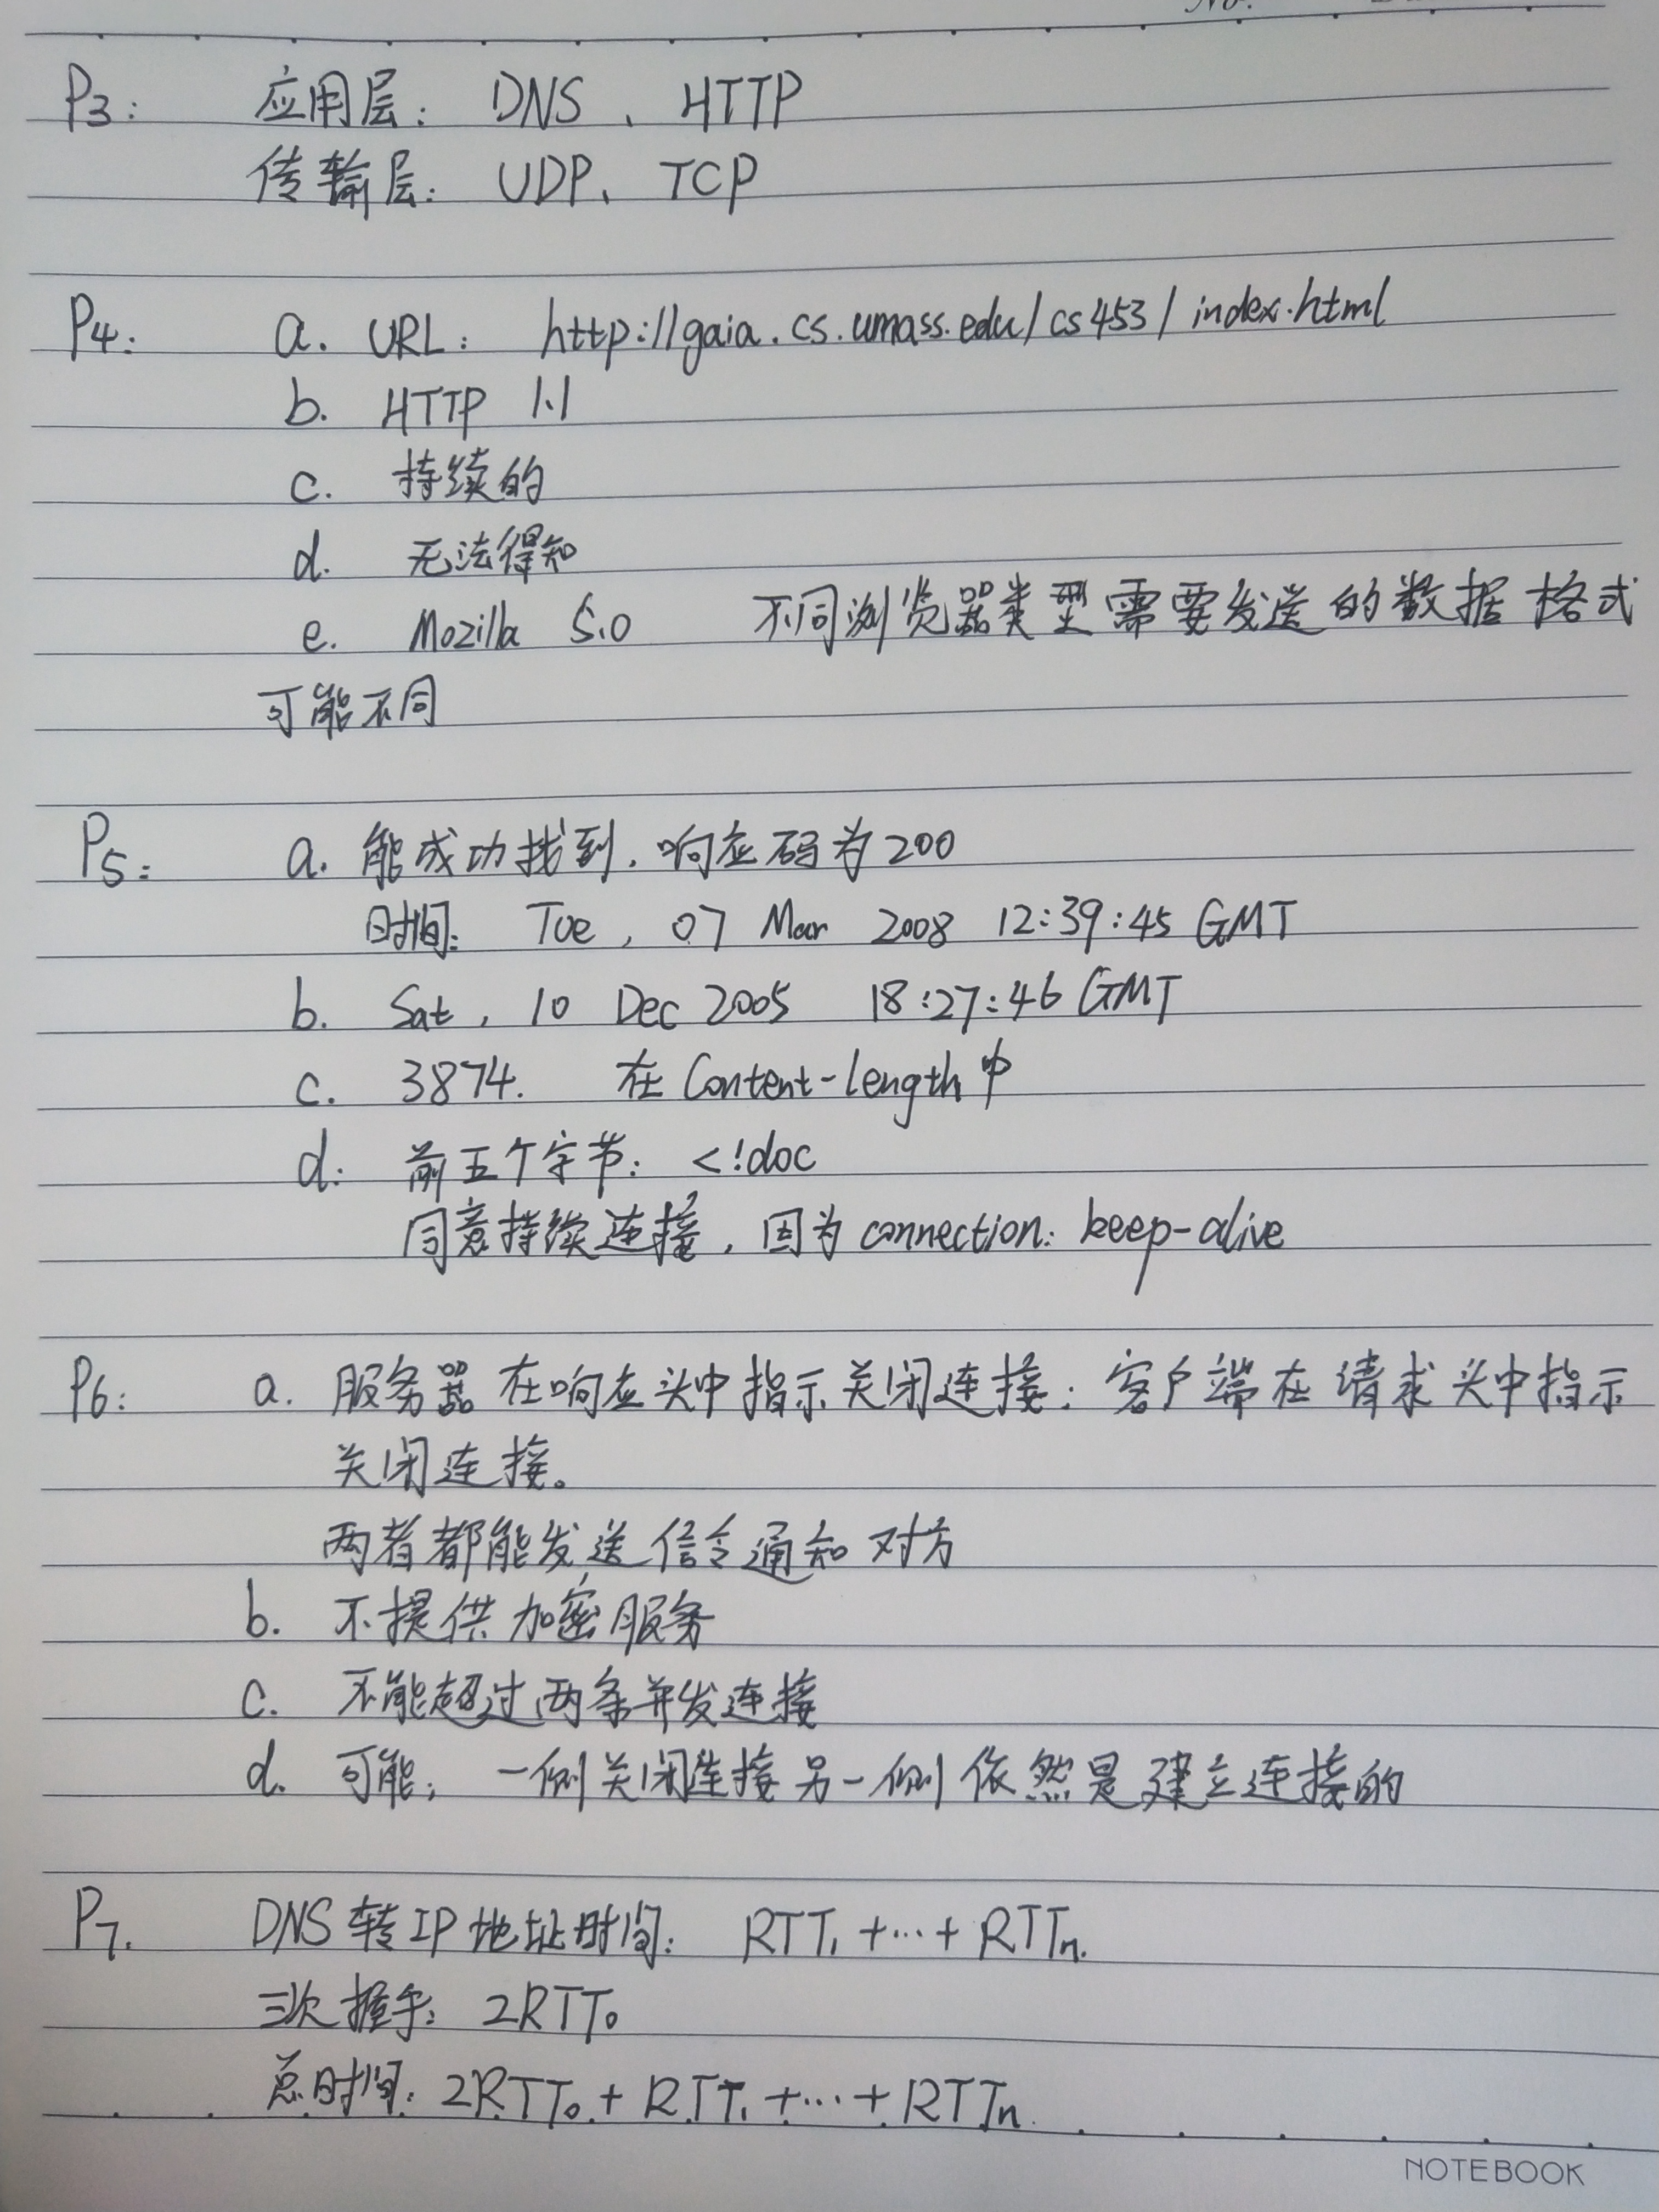 No.
P3: 应用层: DNS、HTTP
传输层: UDP、TCP
P4: a. URL: http://gaia.cs.umass.edu/cs453/index.html
b. HTTP 1.1
c. 持续的
d. 无法得知
e. Mozilla 5.0 不同浏览器类型需要发送的数据格式
可能不同
P5: a. 能成功找到,响应码为200
时间: Tue, 07 Mar 2008 12:39:45 GMT
b. Sat, 10 Dec 2005 18:27:46 GMT
c. 3874. 在Content-length中
d: 前五个字节: <!doc
同意持续连接,因为connection: keep-alive
P6: a. 服务器在响应头中指示关闭连接; 客户端在请求头中指示
关闭连接。
两者都能发送信令通知对方
b. 不提供加密服务
c. 不能超过两条并发连接
d. 可能; 一侧关闭连接另一侧依然是建立连接的
P7. DNS转IP地址时间: RTT₁+…+RTTn.
三次握手: 2RTT₀
总时间: 2RTT₀+RTT₁+…+RTTn.
NOTEBOOK